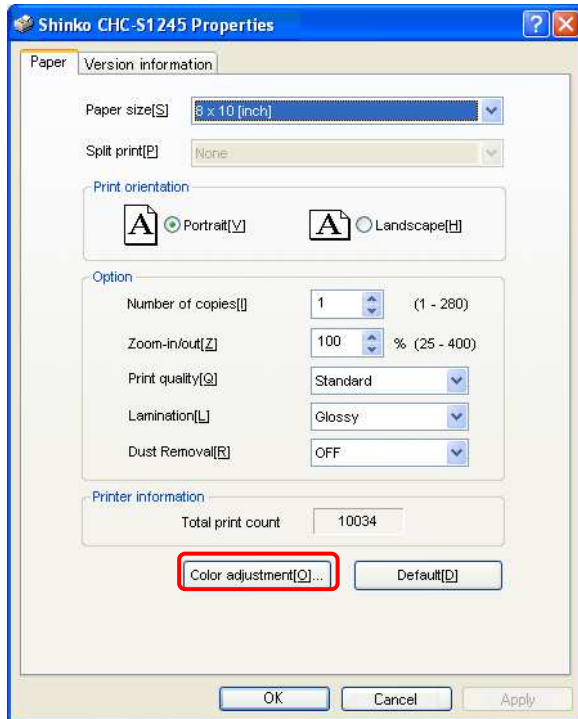 Shinko CHC-S1245 Properties
Paper Version information
Paper size[S] 8 x 10 [inch]
Split print[P] None
Print orientation
A Portrait[V] A Landscape[H]
Option
Number of copies[I] 1 (1 - 280)
Zoom-in/out[Z] 100 % (25 - 400)
Print quality[Q] Standard
Lamination[L] Glossy
Dust Removal[R] OFF
Printer information
Total print count 10034
Color adjustment[O]... Default[D]
OK Cancel Apply